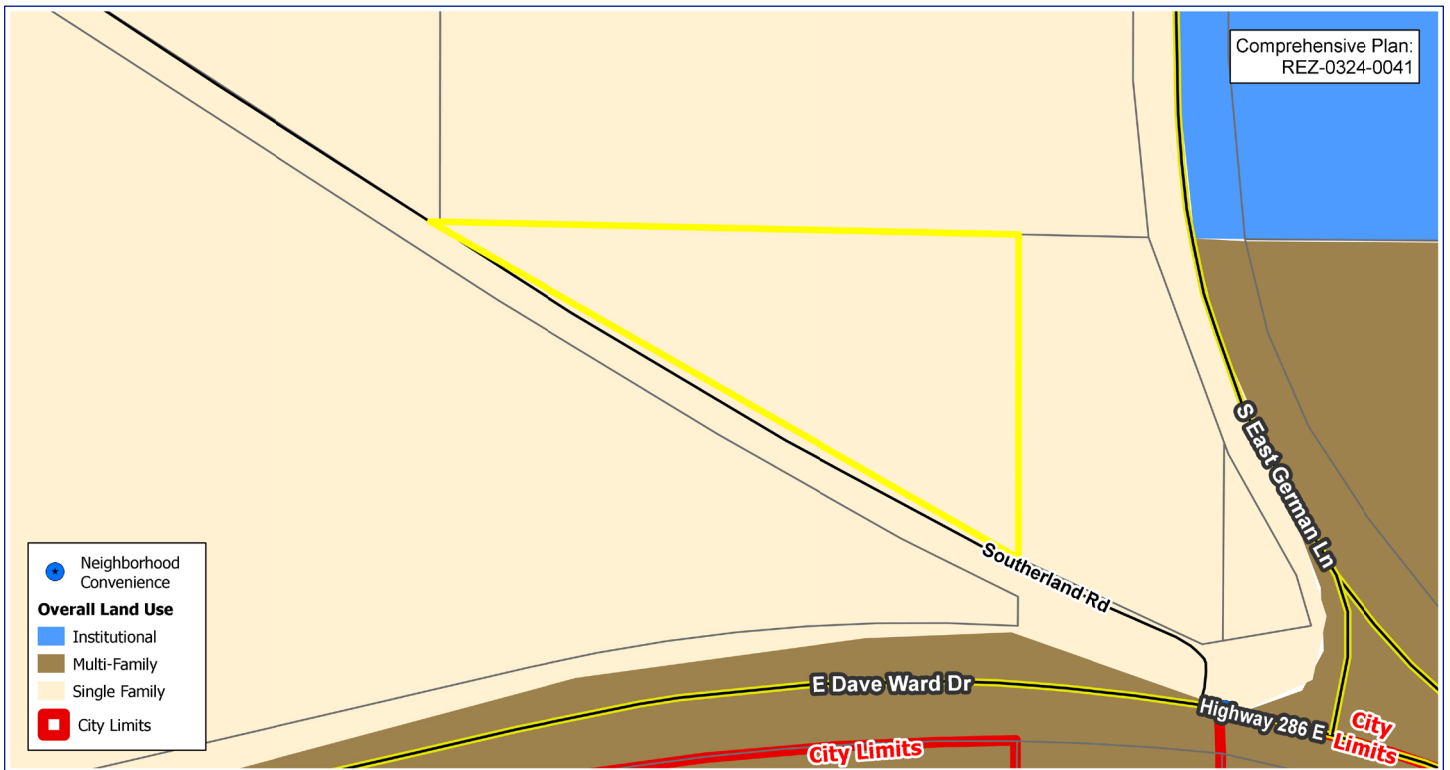 Comprehensive Plan:
REZ-0324-0041
S East German Ln
Southerland Rd
E Dave Ward Dr
Highway 286 E
City
Limits
City Limits
Neighborhood
Convenience
Overall Land Use
Institutional
Multi-Family
Single Family
City Limits